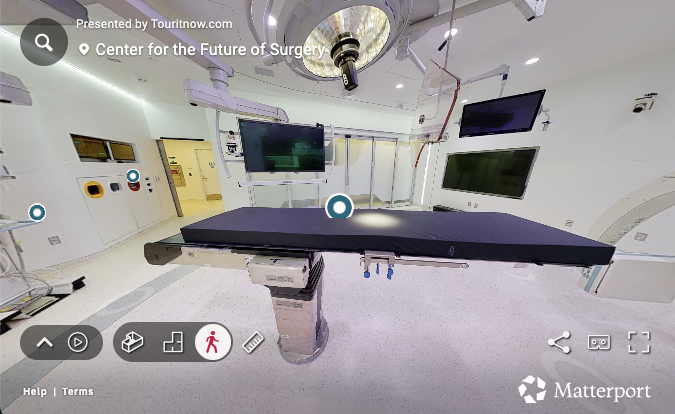 Presented by Touritnow.com
Center for the Future of Surgery
Help | Terms
Matterport